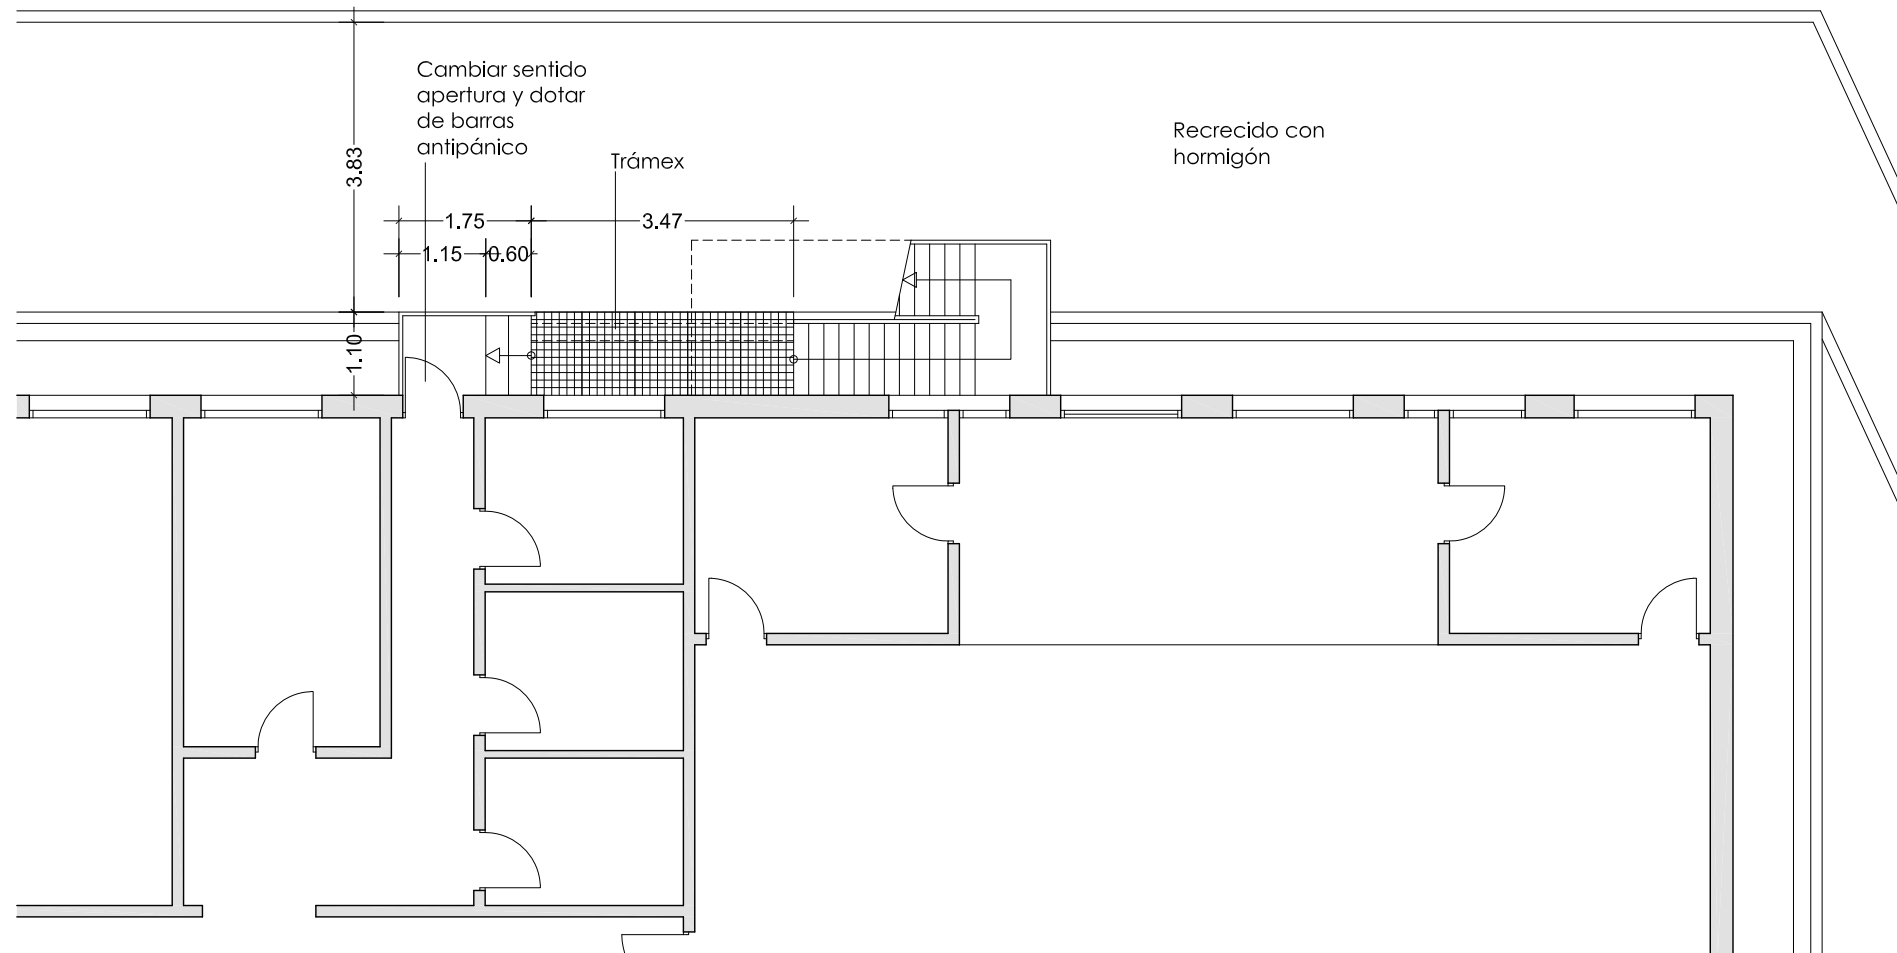 Cambiar sentido
apertura y dotar
de barras
antipánico
Trámex
Recrecido con
hormigón
3.83
1.75
3.47
1.15
0.60
1.10